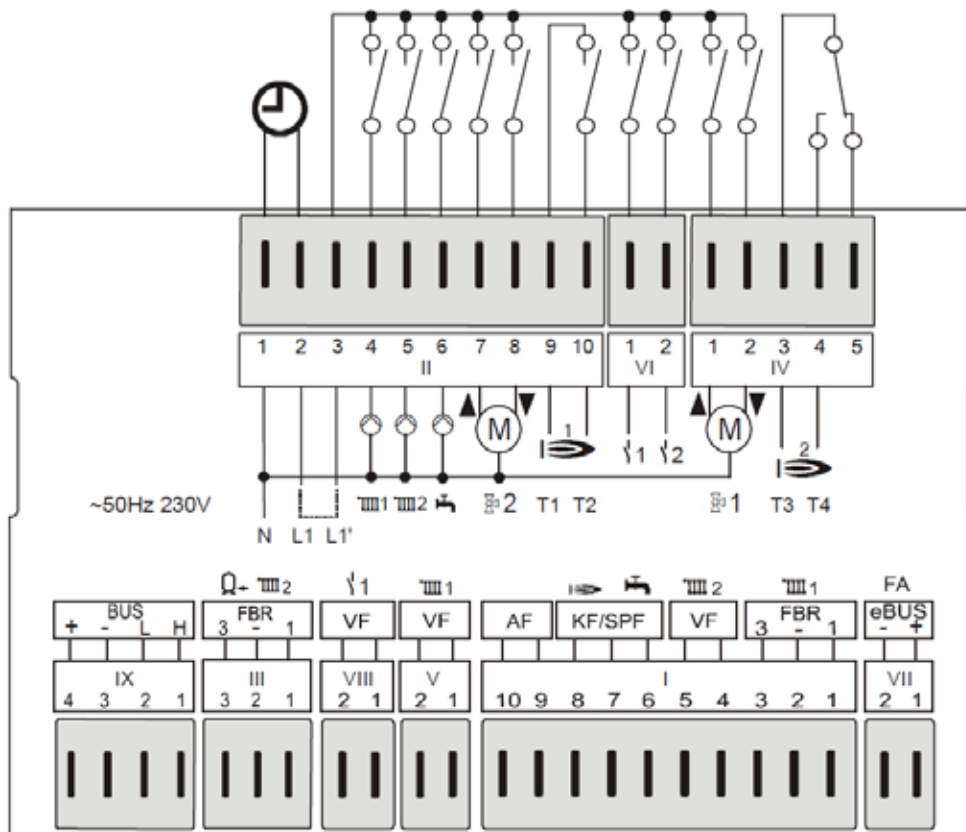 1 2 3 4 5 6 7 8 9 10 1 2 1 2 3 4 5
II VI IV
M M
1 1 2 2
~50Hz 230V 1 2 2 T1 T2 1 T3 T4
N L1 L1'
2 1 1 2 1 FA
BUS FBR VF VF AF KF/SPF VF FBR eBUS
+ - L H 3 - 1 3 - 1 - +
IX III VIII V I VII
4 3 2 1 3 2 1 2 1 2 1 10 9 8 7 6 5 4 3 2 1 2 1